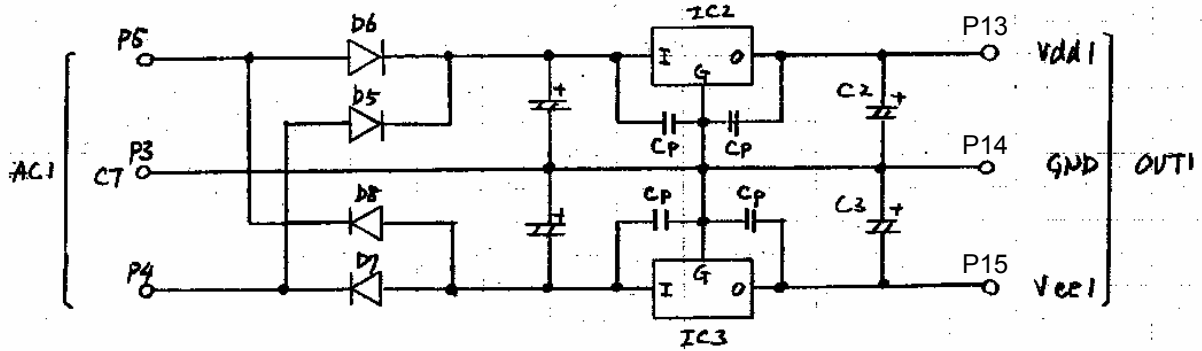 IC2
P5
D6
I
G
O
P13
Vdd1
+
D5
Cp
Cp
C2
+
AC1
P3
CT
P14
GND
OUT1
D8
Cp
Cp
C3
+
+
P4
D7
I
G
O
P15
Vee1
IC3